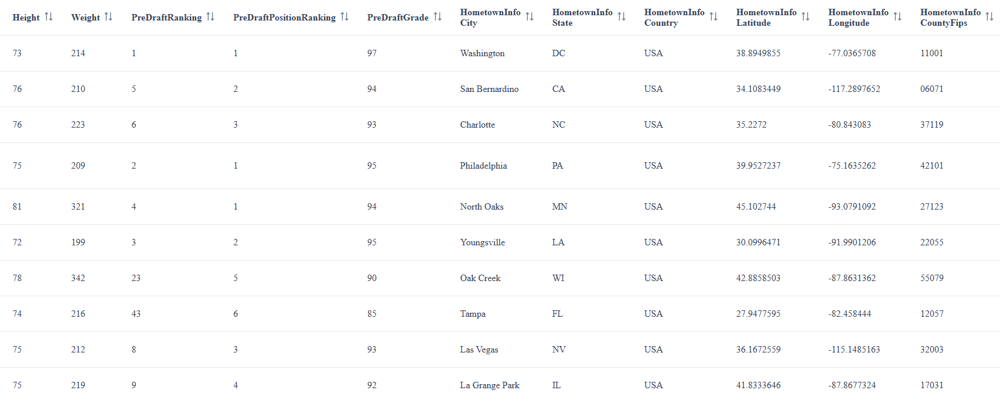 Height Weight PreDraftRanking PreDraftPositionRanking PreDraftGrade HometownInfo City HometownInfo State HometownInfo Country HometownInfo Latitude HometownInfo Longitude HometownInfo CountyFips
73 214 1 1 97 Washington DC USA 38.8949855 -77.0365708 11001
76 210 5 2 94 San Bernardino CA USA 34.1083449 -117.2897652 06071
76 223 6 3 93 Charlotte NC USA 35.2272 -80.843083 37119
75 209 2 1 95 Philadelphia PA USA 39.9527237 -75.1635262 42101
81 321 4 1 94 North Oaks MN USA 45.102744 -93.0791092 27123
72 199 3 2 95 Youngsville LA USA 30.0996471 -91.9901206 22055
78 342 23 5 90 Oak Creek WI USA 42.8858503 -87.8631362 55079
74 216 43 6 85 Tampa FL USA 27.9477595 -82.458444 12057
75 212 8 3 93 Las Vegas NV USA 36.1672559 -115.1485163 32003
75 219 9 4 92 La Grange Park IL USA 41.8333646 -87.8677324 17031